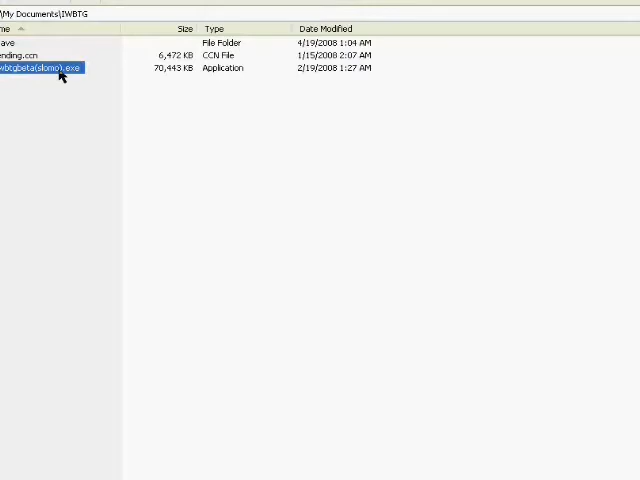 \My Documents\IWBTG
me Size Type Date Modified
ave File Folder 4/19/2008 1:04 AM
ending.ccn 6,472 KB CCN File 1/15/2008 2:07 AM
wbtgbeta(slomo).exe 70,443 KB Application 2/19/2008 1:27 AM